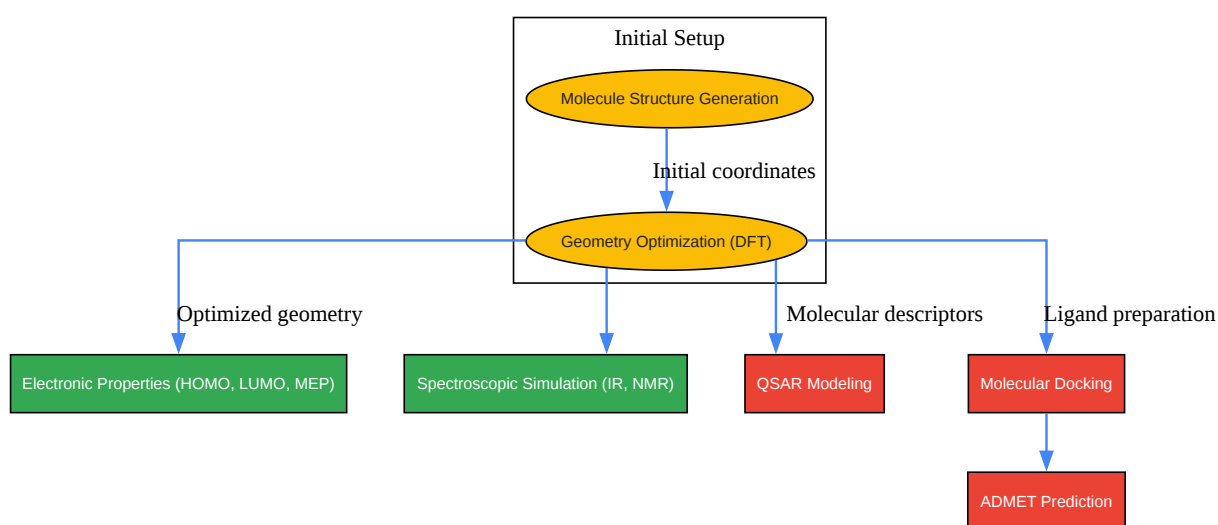 Initial Setup
Molecule Structure Generation
Initial coordinates
Geometry Optimization (DFT)
Optimized geometry
Molecular descriptors
Ligand preparation
Electronic Properties (HOMO, LUMO, MEP)
Spectroscopic Simulation (IR, NMR)
QSAR Modeling
Molecular Docking
ADMET Prediction